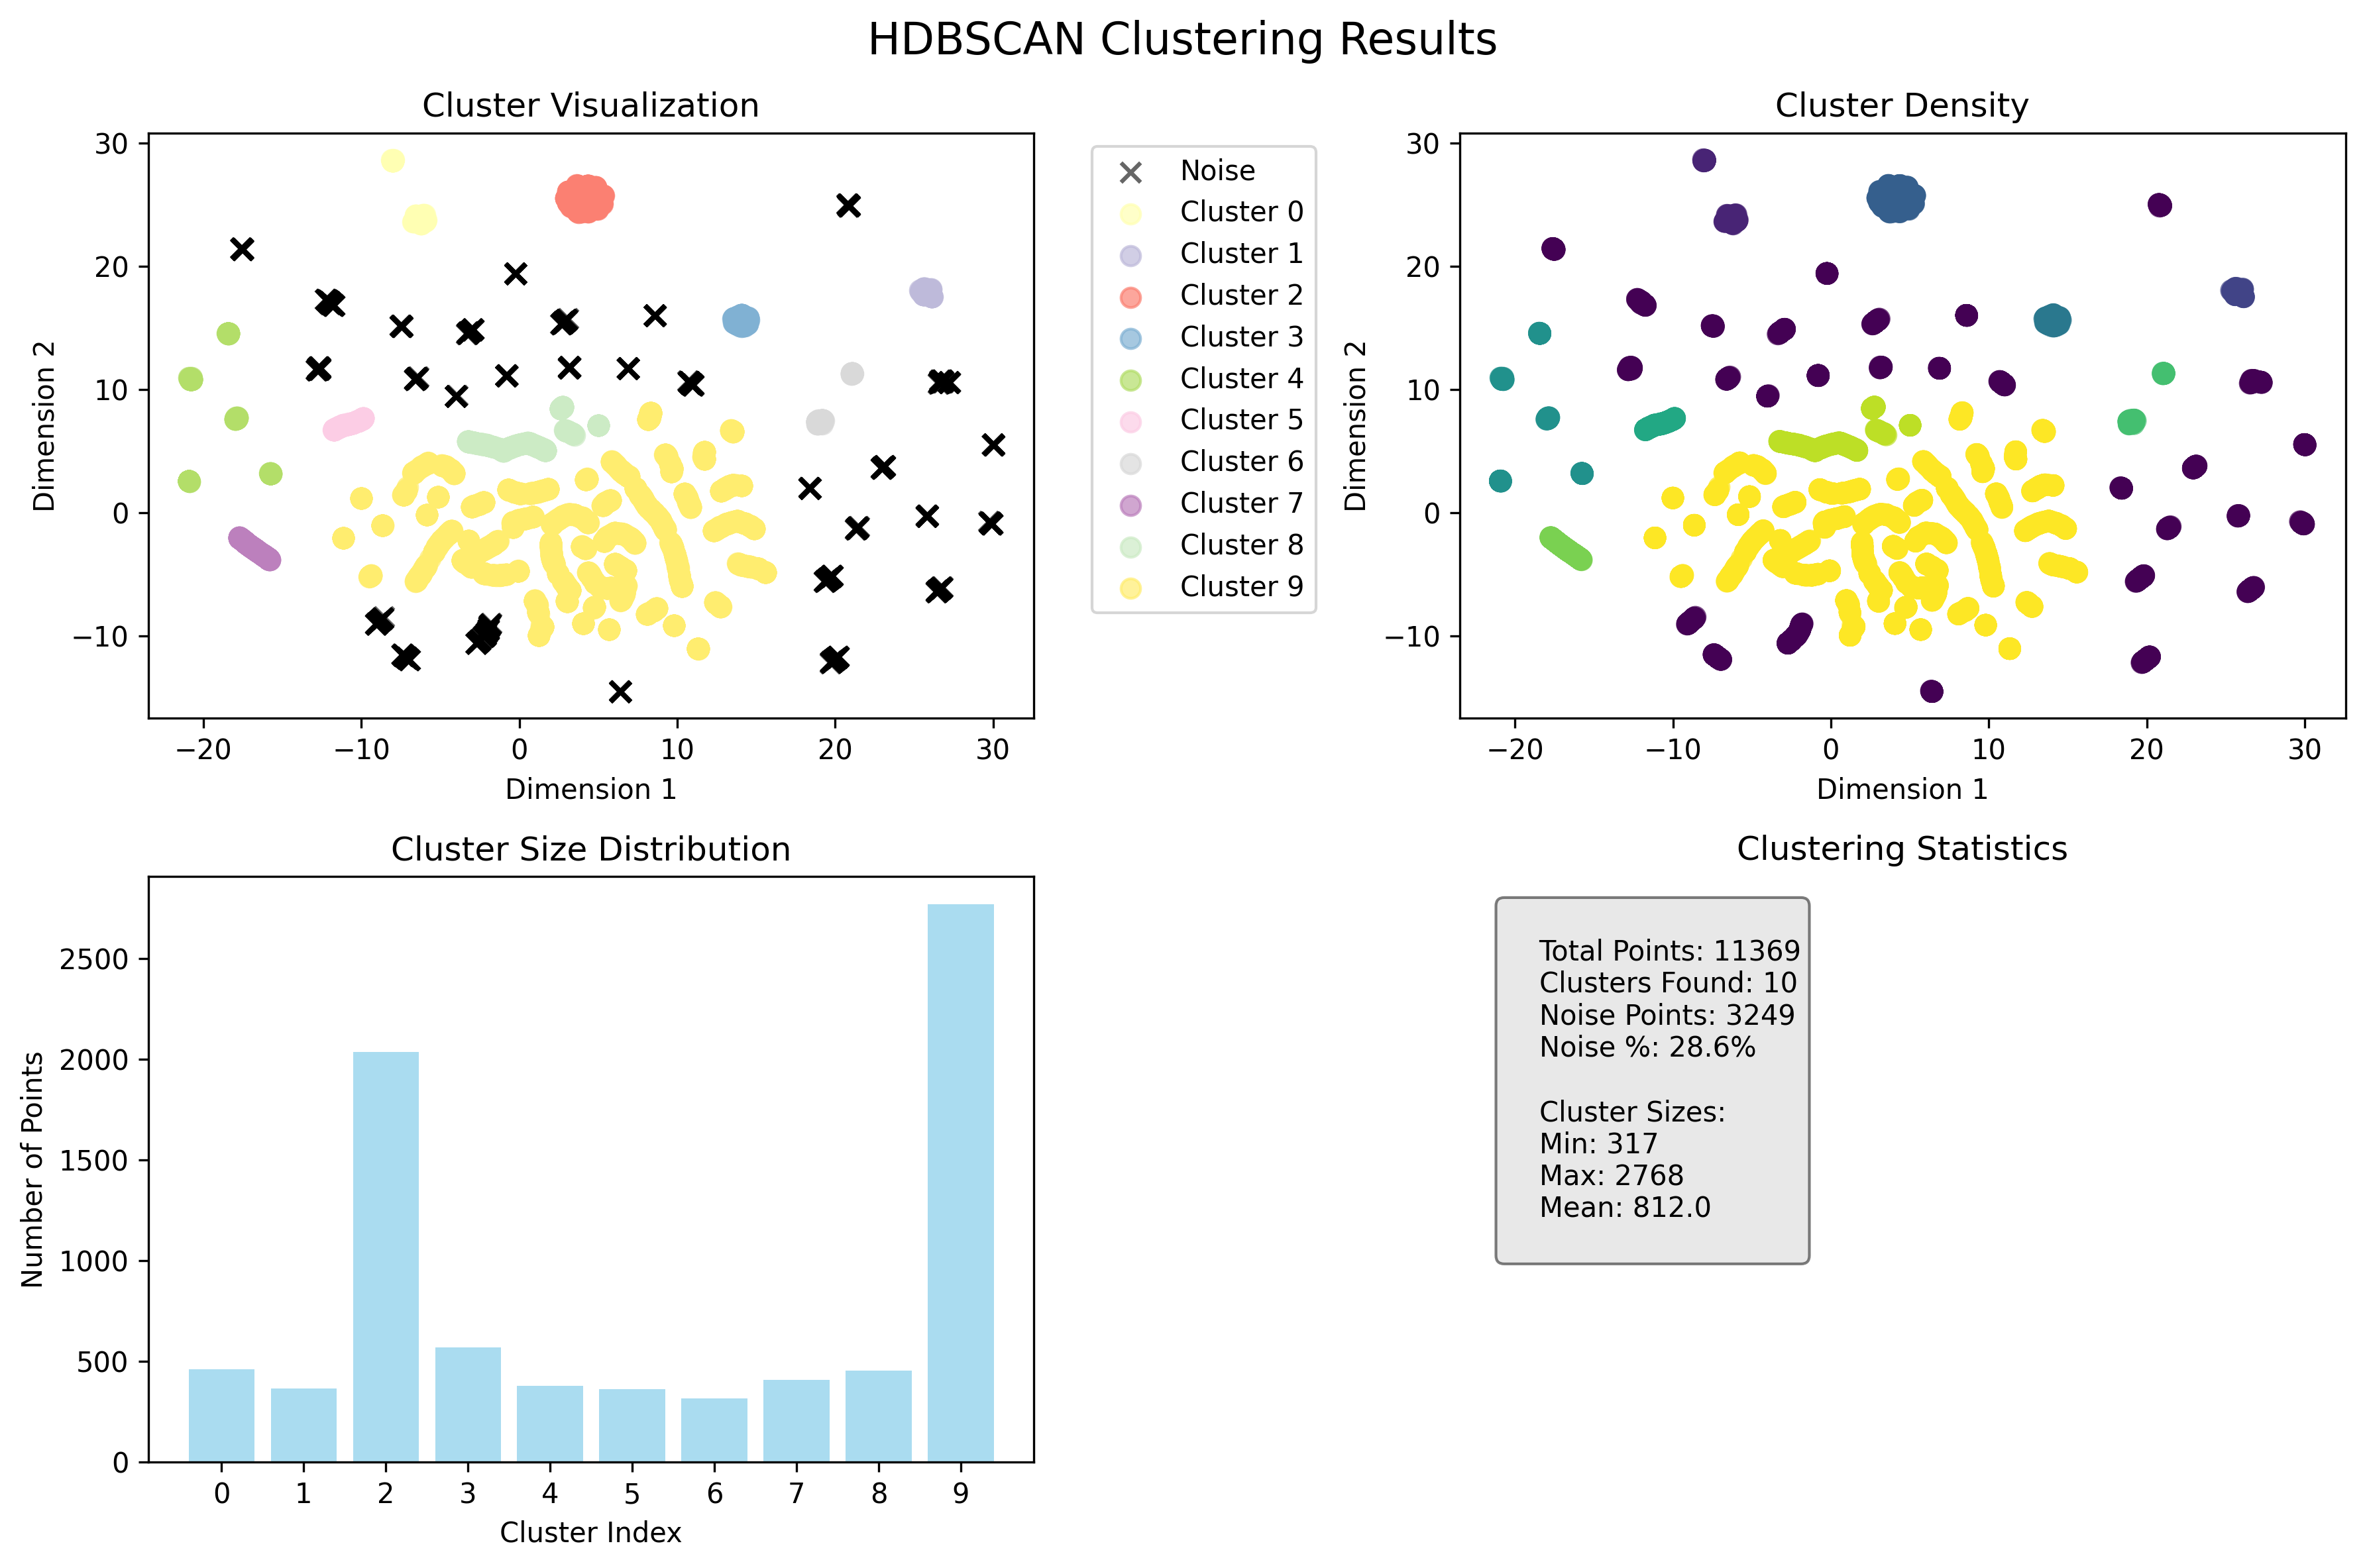 HDBSCAN Clustering Results
Cluster Visualization
30
20
10
0
−10
Dimension 2
−20
−10
0
10
20
30
Dimension 1
Noise
Cluster 0
Cluster 1
Cluster 2
Cluster 3
Cluster 4
Cluster 5
Cluster 6
Cluster 7
Cluster 8
Cluster 9
Cluster Density
30
20
10
0
−10
Dimension 2
−20
−10
0
10
20
30
Dimension 1
Cluster Size Distribution
2500
2000
1500
1000
500
0
Number of Points
0
1
2
3
4
5
6
7
8
9
Cluster Index
Clustering Statistics
Total Points: 11369
Clusters Found: 10
Noise Points: 3249
Noise %: 28.6%
Cluster Sizes:
Min: 317
Max: 2768
Mean: 812.0